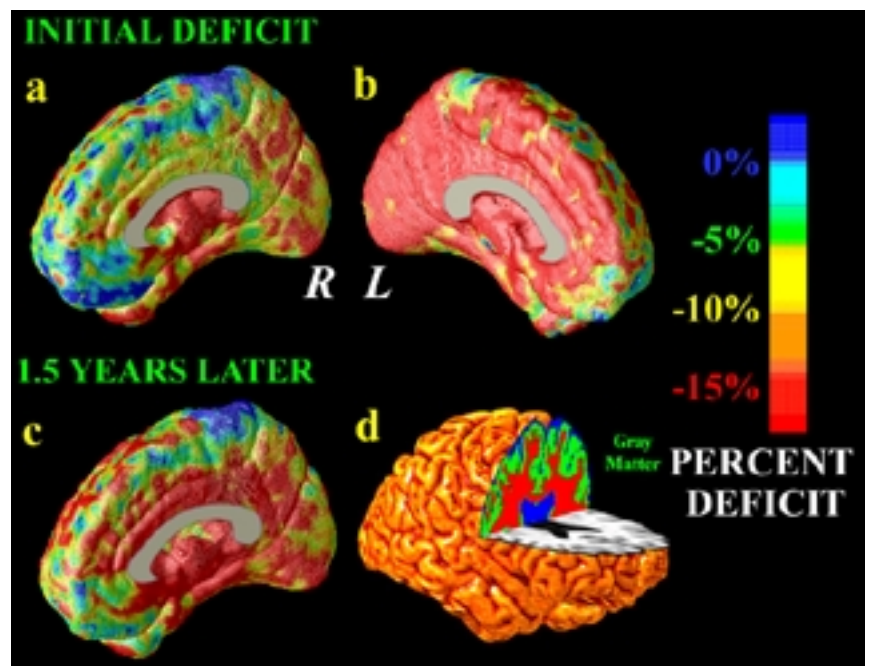 INITIAL DEFICIT
a
b
0%
-5%
-10%
-15%
R L
1.5 YEARS LATER
c
d
Gray
Matter
PERCENT
DEFICIT